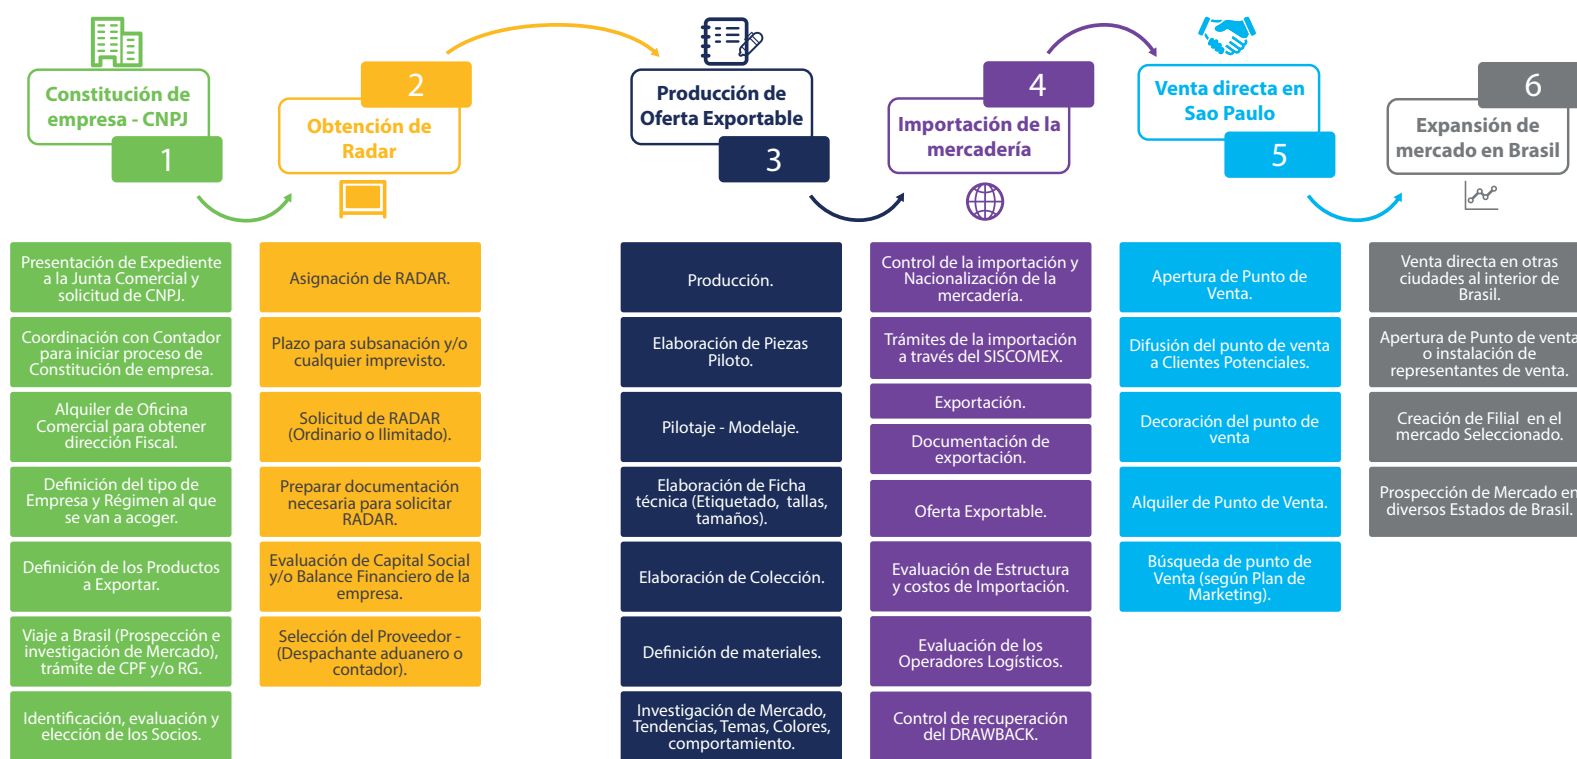 Constitución de
empresa - CNPJ
1
2
Obtención de
Radar
Producción de
Oferta Exportable
3
4
Importación de la
mercadería
Venta directa en
Sao Paulo
5
6
Expansión de
mercado en Brasil
Presentación de Expediente
a la Junta Comercial y
solicitud de CNPJ.
Coordinación con Contador
para iniciar proceso de
Constitución de empresa.
Alquiler de Oficina
Comercial para obtener
dirección Fiscal.
Definición del tipo de
Empresa y Régimen al que
se van a acoger.
Definición de los Productos
a Exportar.
Viaje a Brasil (Prospección e
investigación de Mercado),
trámite de CPF y/o RG.
Identificación, evaluación y
elección de los Socios.
Asignación de RADAR.
Plazo para subsanación y/o
cualquier imprevisto.
Solicitud de RADAR
(Ordinario o Ilimitado).
Preparar documentación
necesaria para solicitar
RADAR.
Evaluación de Capital Social
y/o Balance Financiero de la
empresa.
Selección del Proveedor -
(Despachante aduanero o
contador).
Producción.
Elaboración de Piezas
Piloto.
Pilotaje - Modelaje.
Elaboración de Ficha
técnica (Etiquetado, tallas,
tamaños).
Elaboración de Colección.
Definición de materiales.
Investigación de Mercado,
Tendencias, Temas, Colores,
comportamiento.
Control de la importación y
Nacionalización de la
mercadería.
Trámites de la importación
a través del SISCOMEX.
Exportación.
Documentación de
exportación.
Oferta Exportable.
Evaluación de Estructura
y costos de Importación.
Evaluación de los
Operadores Logísticos.
Control de recuperación
del DRAWBACK.
Apertura de Punto de
Venta.
Difusión del punto de venta
a Clientes Potenciales.
Decoración del punto de
venta
Alquiler de Punto de Venta.
Búsqueda de punto de
Venta (según Plan de
Marketing).
Venta directa en otras
ciudades al interior de
Brasil.
Apertura de Punto de venta
o instalación de
representantes de venta.
Creación de Filial en el
mercado Seleccionado.
Prospección de Mercado en
diversos Estados de Brasil.